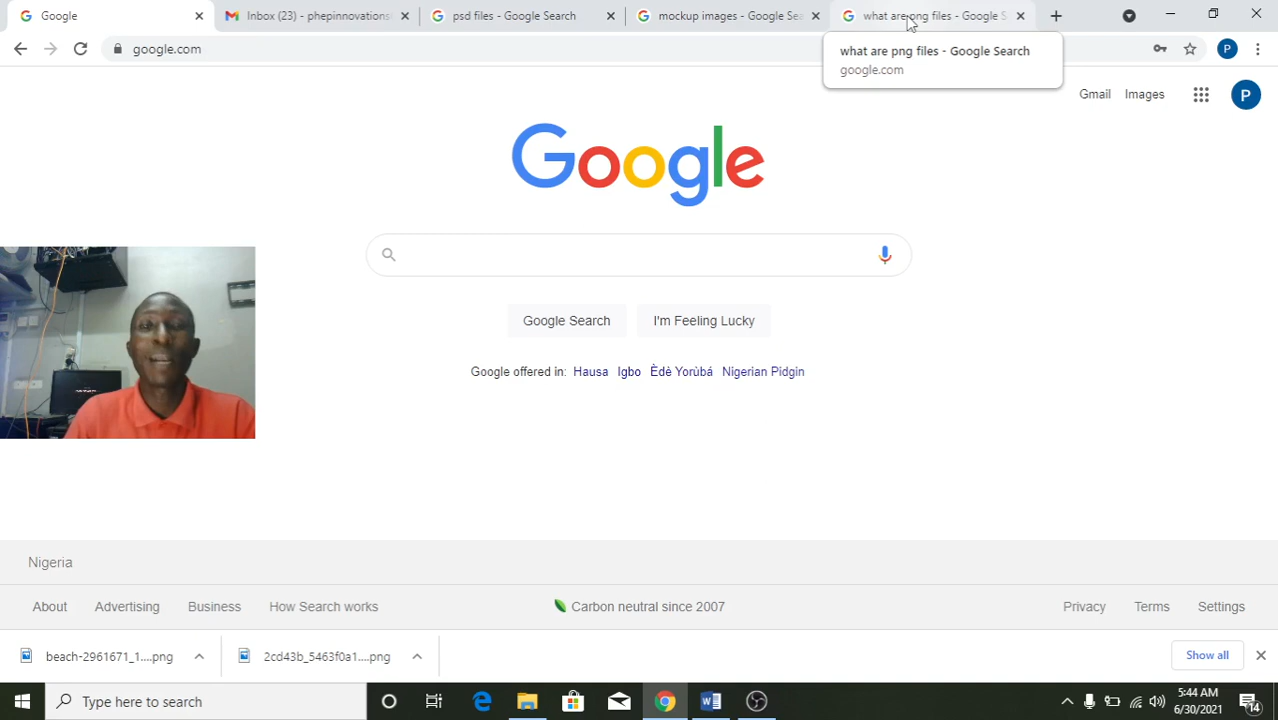 Google
Inbox (23) - phepinnovations
psd files - Google Search
mockup images - Google Sea
what are png files - Google S
google.com
P
what are png files - Google Search
google.com
Gmail
Images
P
Google
Google Search
I'm Feeling Lucky
Google offered in: Hausa Igbo Èdè Yorùbá Nigerian Pidgin
Nigeria
About
Advertising
Business
How Search works
Carbon neutral since 2007
Privacy
Terms
Settings
beach-2961671_1....png
2cd43b_5463f0a1....png
Show all
Type here to search
5:44 AM
6/30/2021
14